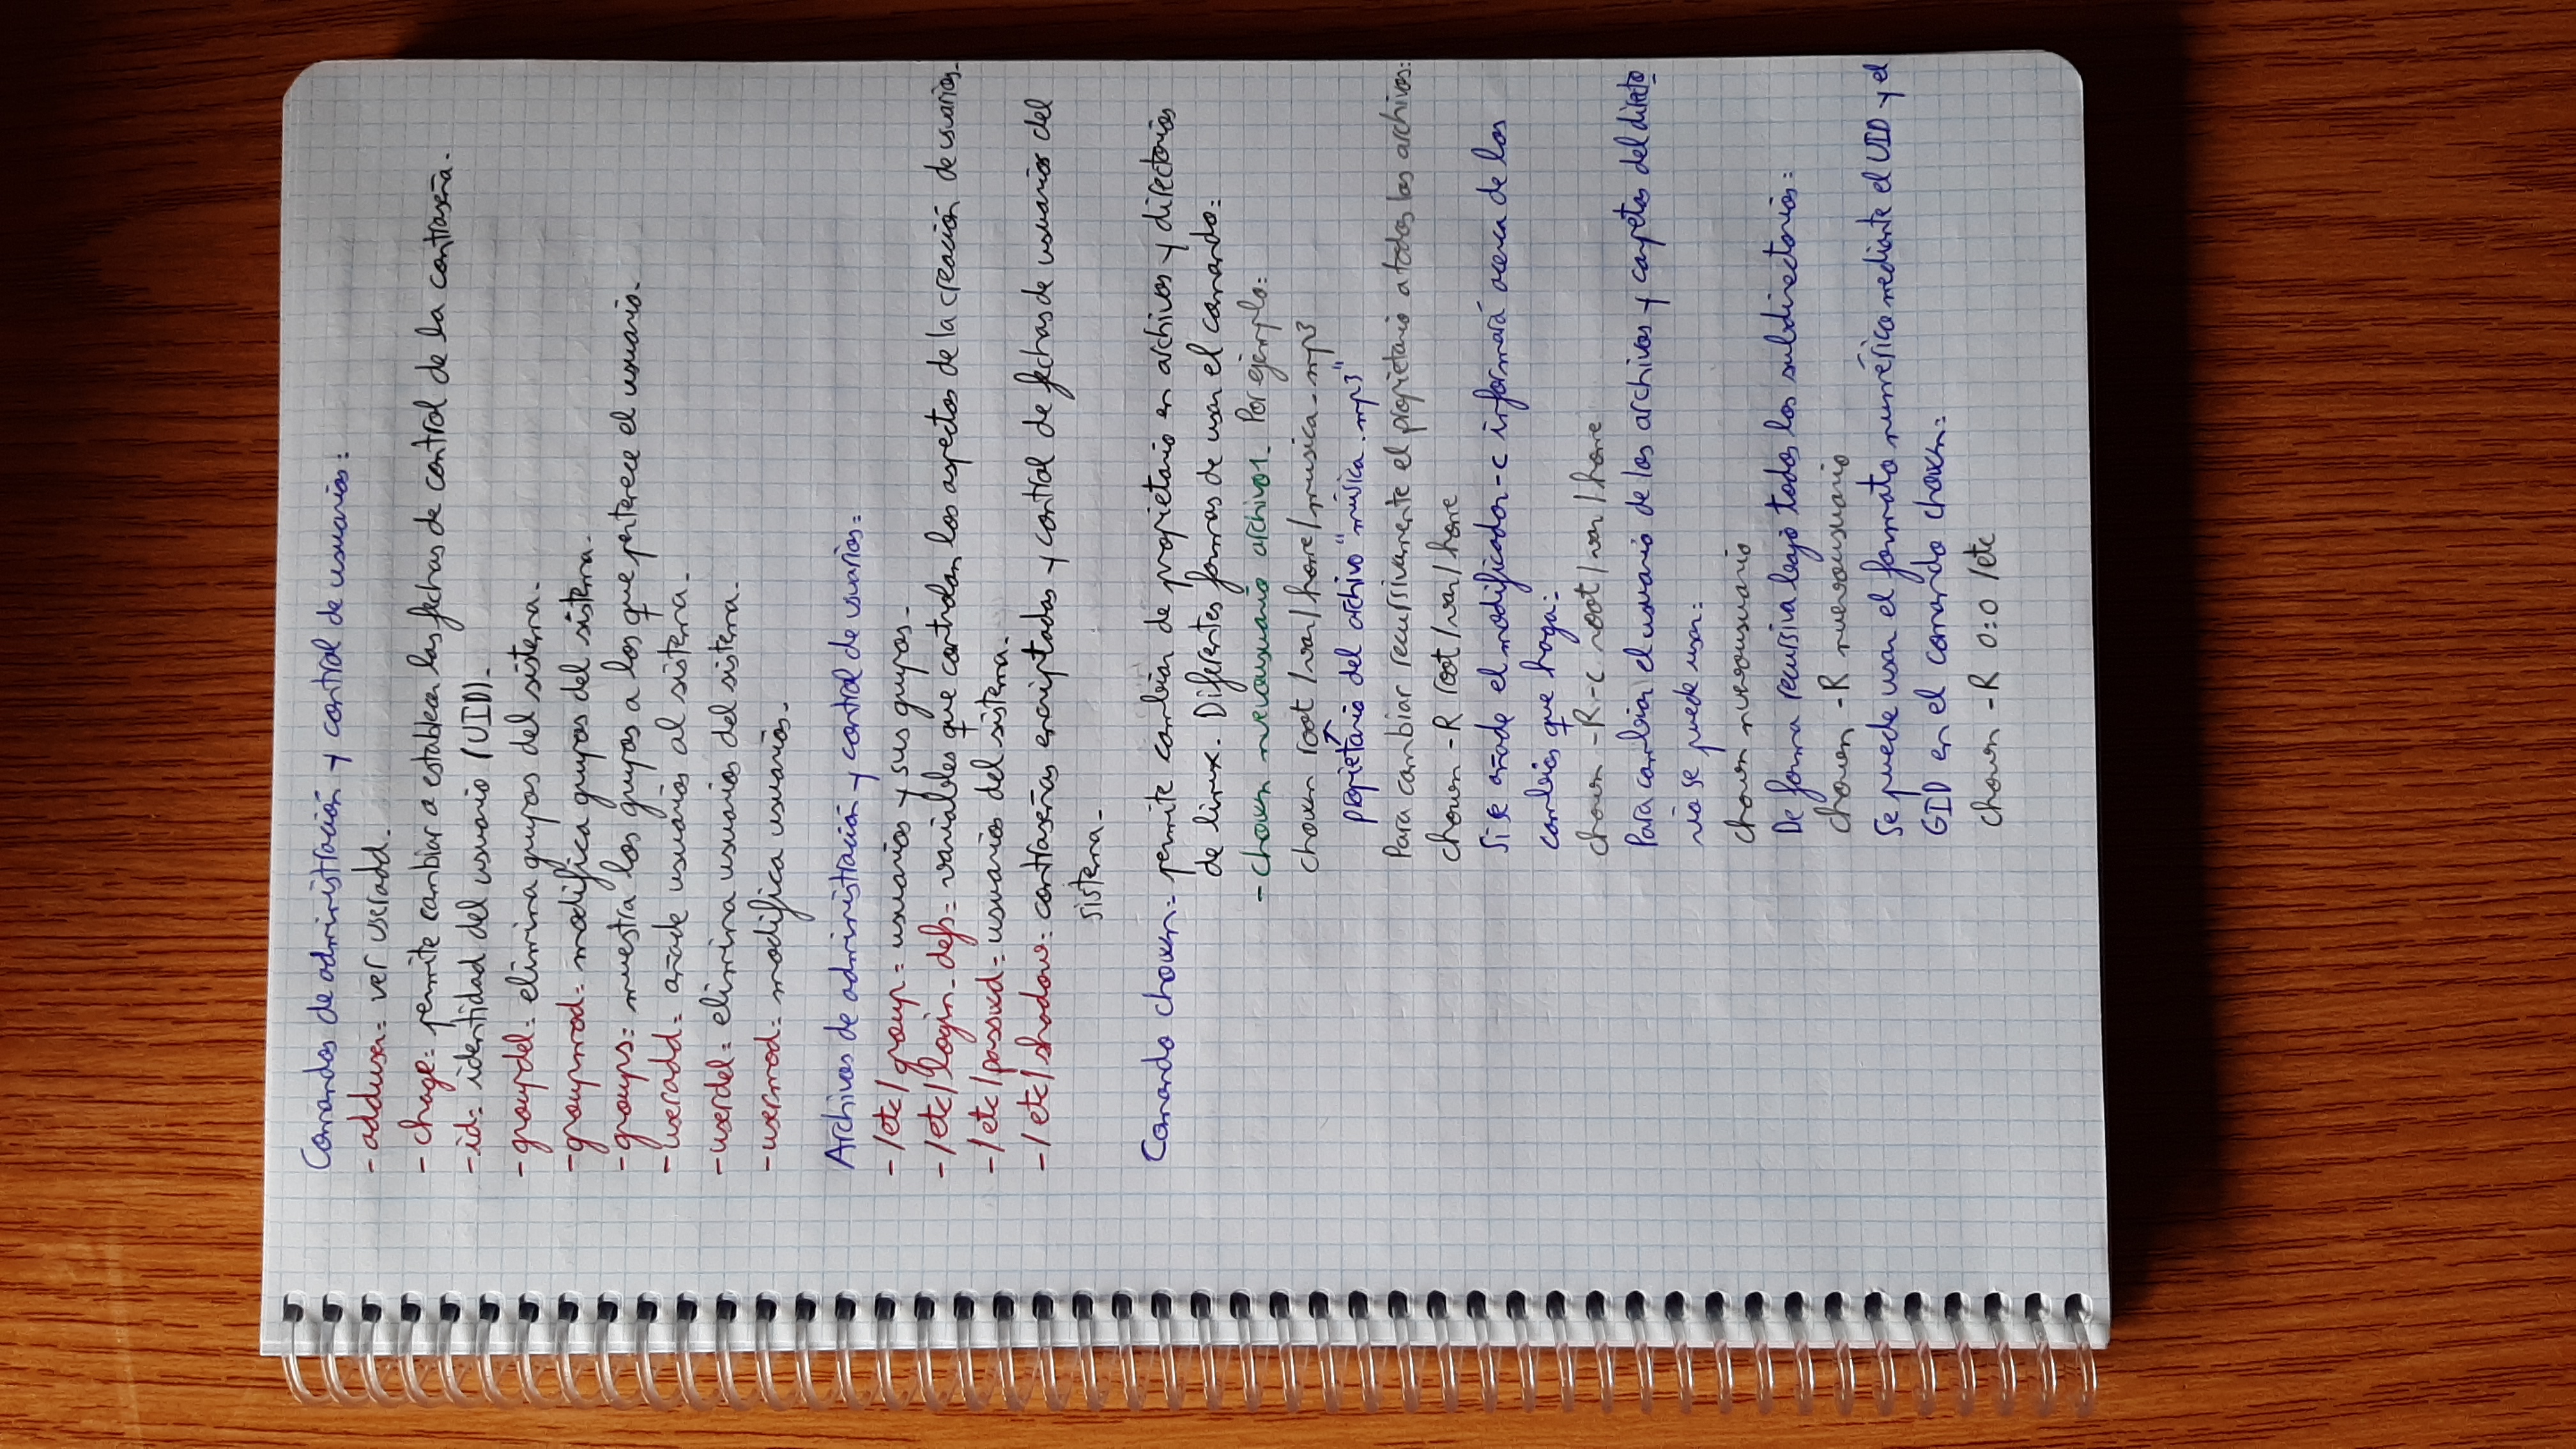 Comandos de administración y control de usuarios:
- adduser: ver useradd.
- chage: permite cambiar o establecer las fechas de control de la contraseña.
- id: identidad del usuario (UID).
- groupdel: elimina grupos del sistema.
- groupmod: modifica grupos del sistema.
- groups: muestra los grupos a los que pertenece el usuario.
- useradd: añade usuarios al sistema.
- userdel: elimina usuarios del sistema.
- usermod: modifica usuarios.
Archivos de administración y control de usuarios:
- /etc/group: usuarios y sus grupos.
- /etc/login.defs: variables que controlan los aspectos de la creación de usuarios.
- /etc/passwd: usuarios del sistema.
- /etc/shadow: contraseñas encriptadas y control de fechas de usuarios del
sistema.
Comando chown: permite cambiar de propietario en archivos y directorios
de linux. Diferentes formas de usar el comando:
- chown nuevousuario archivo1. Por ejemplo:
chown root /var/home/musica.mp3
propietario del archivo "música.mp3"
Para cambiar recursivamente el propietario a todos los archivos:
chown -R root /var/home
Si se añade el modificador -c informará acerca de los
cambios que haga:
chown -R -c root /var/home
Para cambiar el usuario de los archivos y carpetas del directo
rio se puede usar:
chown nuevousuario
De forma recursiva bajo todos los subdirectorios:
chown -R nuevousuario
Se puede usar el formato numérico mediante el UID y el
GID en el comando chown:
chown -R 0:0 /etc